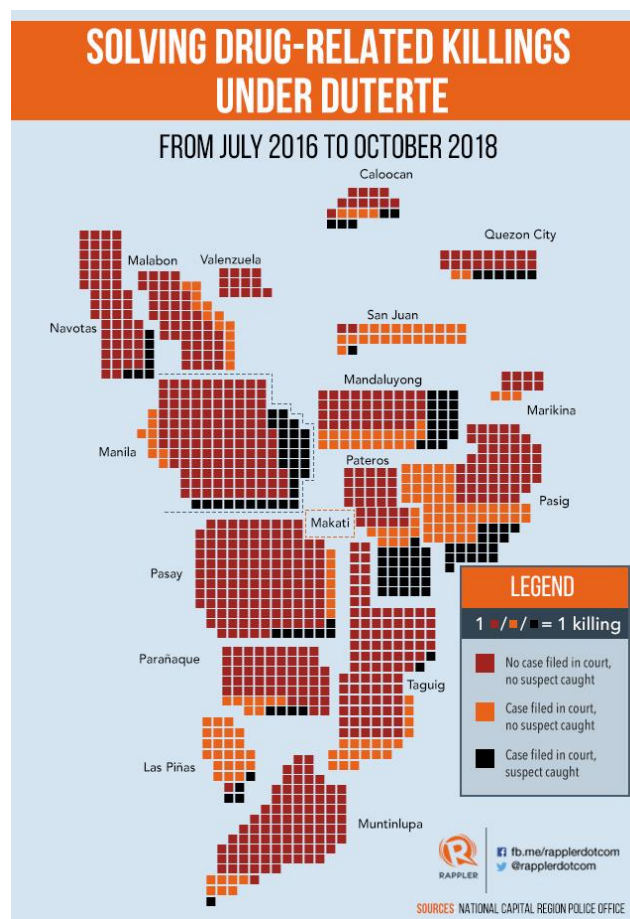 SOLVING DRUG-RELATED KILLINGS
UNDER DUTERTE
FROM JULY 2016 TO OCTOBER 2018
Caloocan
Quezon City
Malabon
Valenzuela
San Juan
Navotas
Mandaluyong
Marikina
Manila
Pateros
Pasig
Makati
Pasay
LEGEND
1 / / = 1 killing
No case filed in court,
no suspect caught
Case filed in court,
no suspect caught
Case filed in court,
suspect caught
Parañaque
Taguig
Las Piñas
Muntinlupa
R
RAPPLER
fb.me/rapplerdotcom
@rapplerdotcom
SOURCES NATIONAL CAPITAL REGION POLICE OFFICE